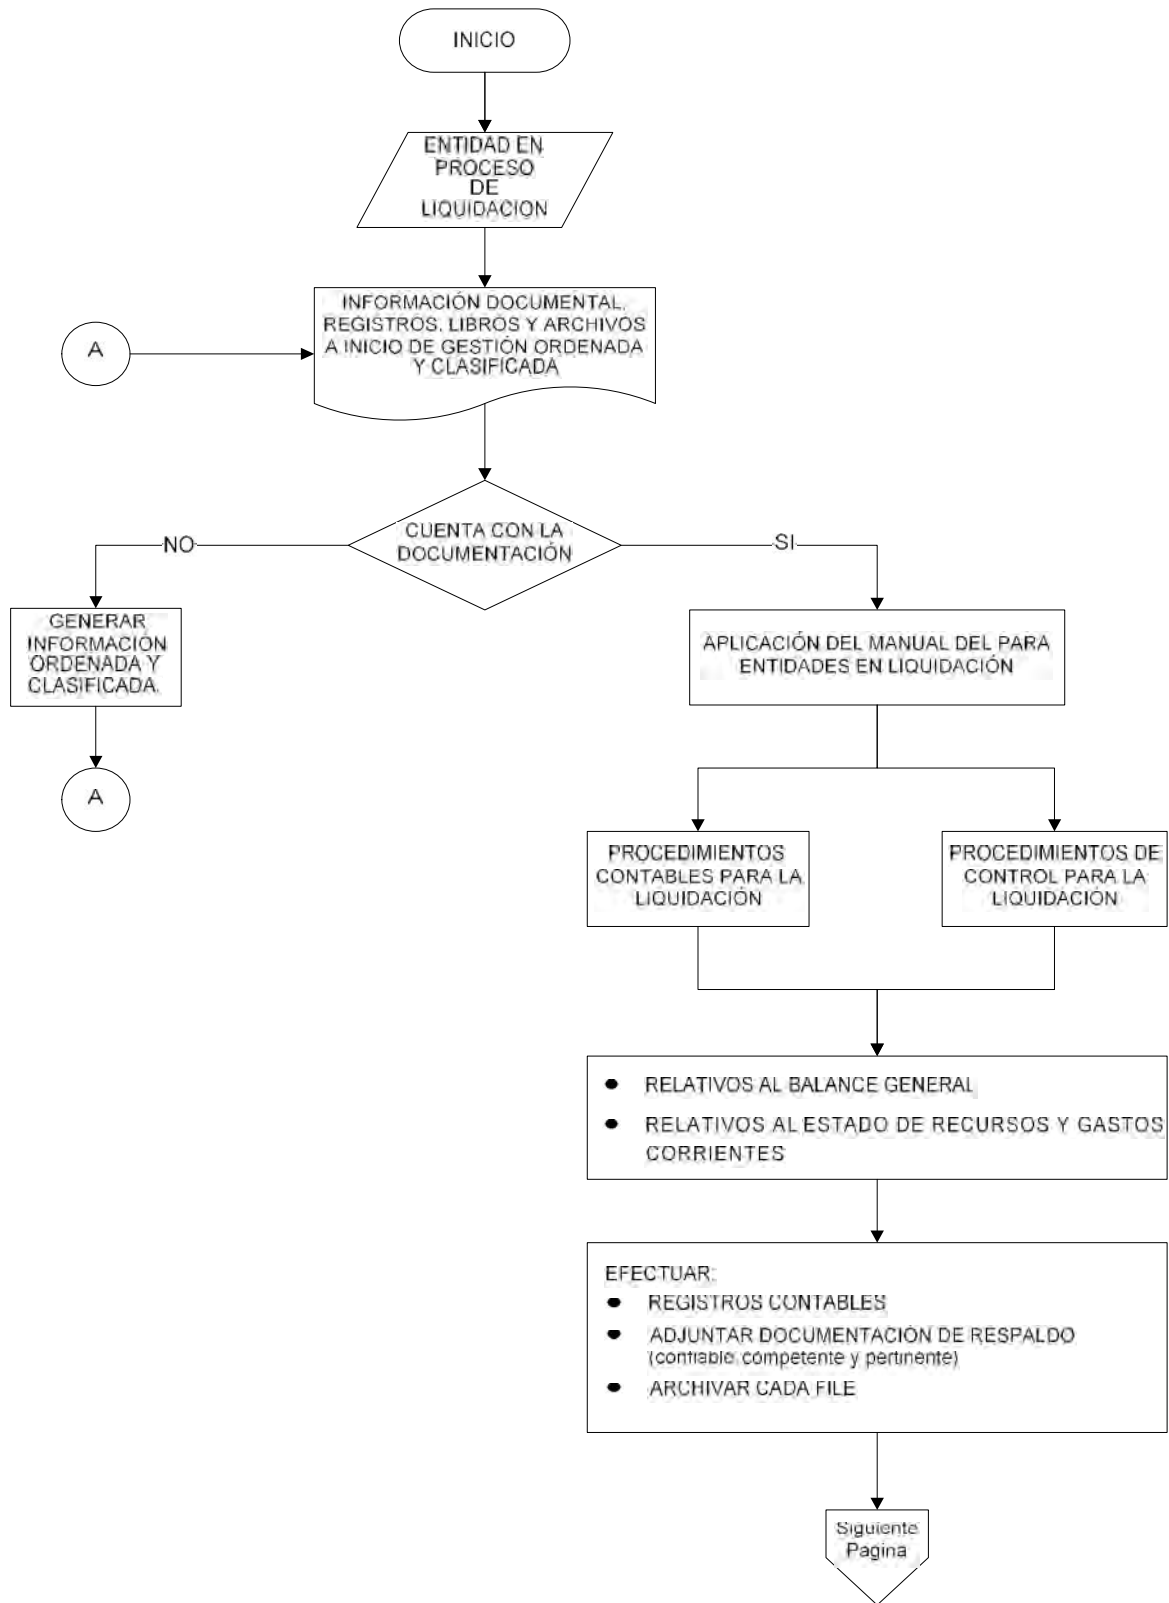 INICIO
ENTIDAD EN
PROCESO
DE
LIQUIDACION
INFORMACIÓN DOCUMENTAL,
REGISTROS, LIBROS Y ARCHIVOS
A INICIO DE GESTIÓN ORDENADA
Y CLASIFICADA
A
CUENTA CON LA
DOCUMENTACIÓN
NO
SI
GENERAR
INFORMACIÓN
ORDENADA Y
CLASIFICADA.
A
APLICACIÓN DEL MANUAL DEL PARA
ENTIDADES EN LIQUIDACIÓN
PROCEDIMIENTOS
CONTABLES PARA LA
LIQUIDACIÓN
PROCEDIMIENTOS DE
CONTROL PARA LA
LIQUIDACIÓN
● RELATIVOS AL BALANCE GENERAL
● RELATIVOS AL ESTADO DE RECURSOS Y GASTOS
CORRIENTES
EFECTUAR:
● REGISTROS CONTABLES
● ADJUNTAR DOCUMENTACIÓN DE RESPALDO
(confiable, competente y pertinente)
● ARCHIVAR CADA FILE
Siguiente
Pagina